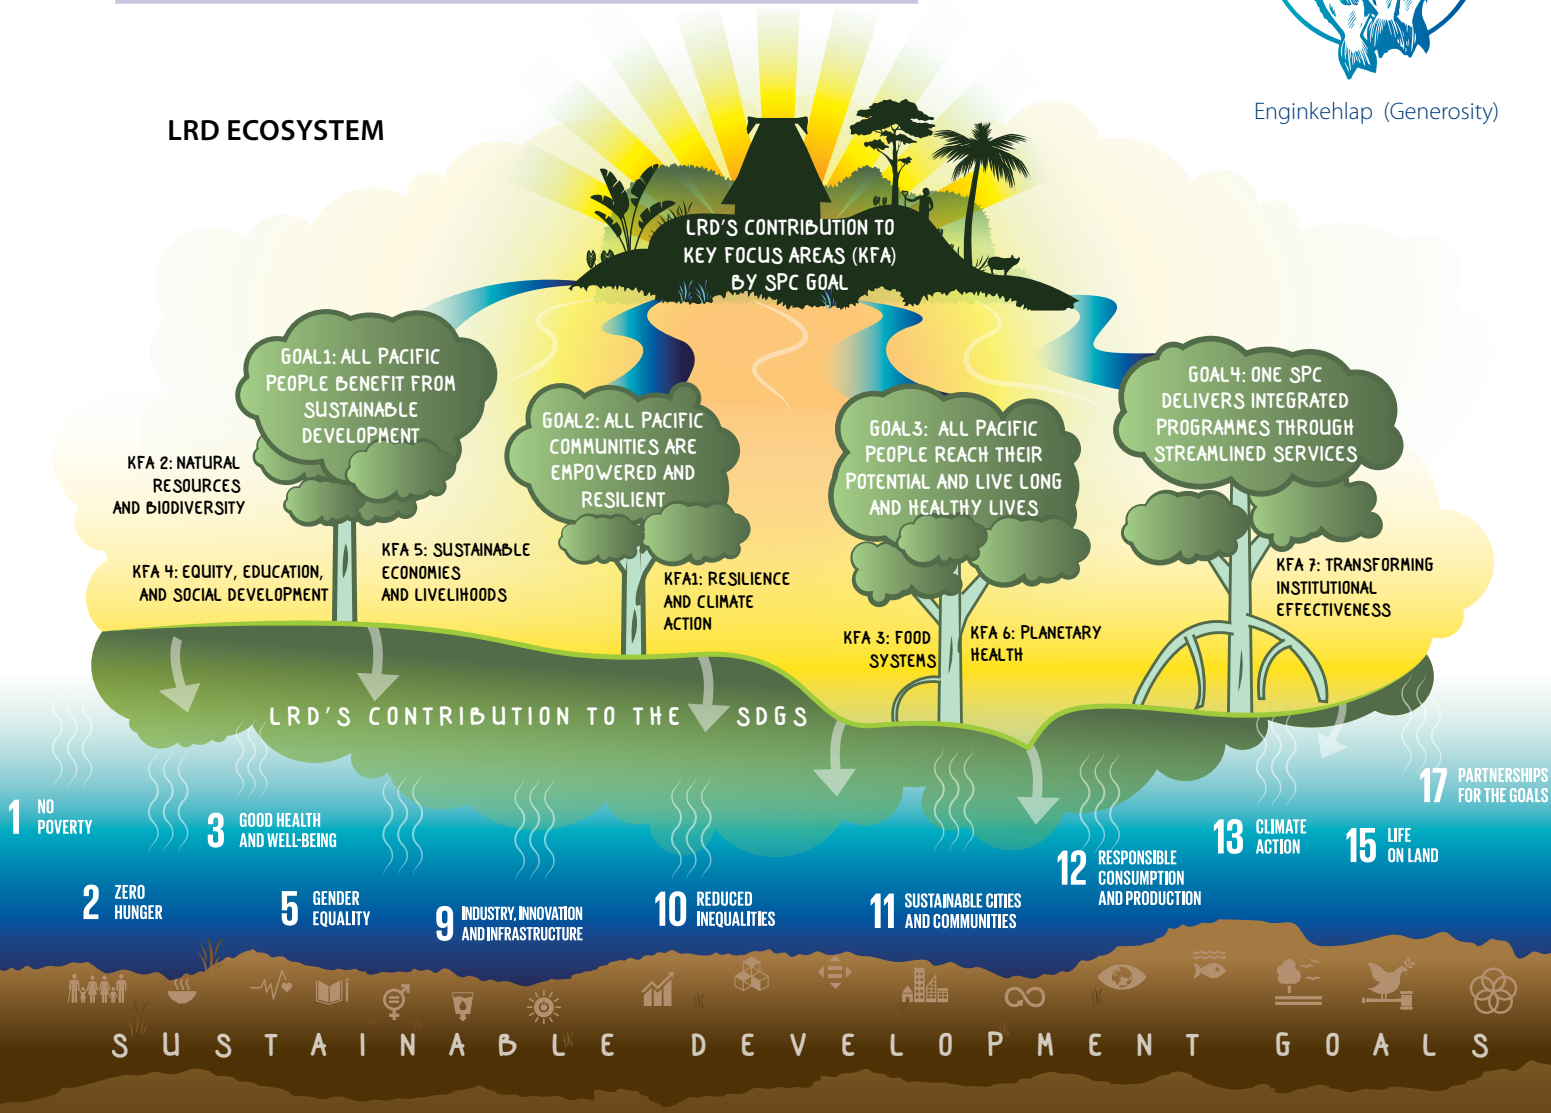 Enginkehlap (Generosity)
LRD ECOSYSTEM
LRD'S CONTRIBUTION TO
KEY FOCUS AREAS (KFA)
BY SPC GOAL
GOAL1: ALL PACIFIC
PEOPLE BENEFIT FROM
SUSTAINABLE
DEVELOPMENT
KFA 2: NATURAL
RESOURCES
AND BIODIVERSITY
KFA 4: EQUITY, EDUCATION,
AND SOCIAL DEVELOPMENT
KFA 5: SUSTAINABLE
ECONOMIES
AND LIVELIHOODS
GOAL2: ALL PACIFIC
COMMUNITIES ARE
EMPOWERED AND
RESILIENT
KFA1: RESILIENCE
AND CLIMATE
ACTION
GOAL3: ALL PACIFIC
PEOPLE REACH THEIR
POTENTIAL AND LIVE LONG
AND HEALTHY LIVES
KFA 3: FOOD
SYSTEMS
KFA 6: PLANETARY
HEALTH
GOAL4: ONE SPC
DELIVERS INTEGRATED
PROGRAMMES THROUGH
STREAMLINED SERVICES
KFA 7: TRANSFORMING
INSTITUTIONAL
EFFECTIVENESS
LRD'S CONTRIBUTION TO THE SDGS
1 NO
POVERTY
2 ZERO
HUNGER
3 GOOD HEALTH
AND WELL-BEING
5 GENDER
EQUALITY
9 INDUSTRY, INNOVATION
AND INFRASTRUCTURE
10 REDUCED
INEQUALITIES
11 SUSTAINABLE CITIES
AND COMMUNITIES
12 RESPONSIBLE
CONSUMPTION
AND PRODUCTION
13 CLIMATE
ACTION
15 LIFE
ON LAND
17 PARTNERSHIPS
FOR THE GOALS
SUSTAINABLE DEVELOPMENT GOALS